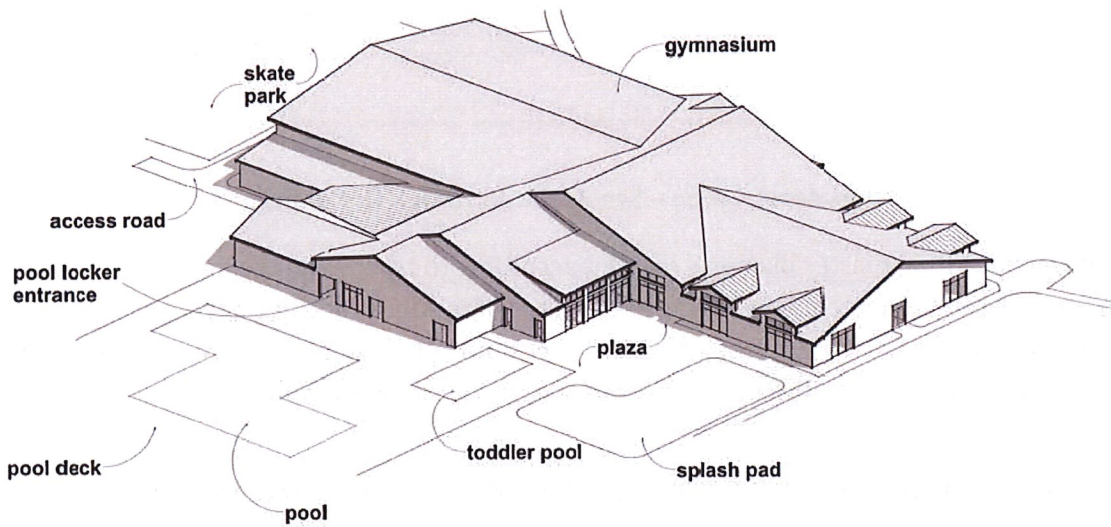 gymnasium
skate
park
access road
pool locker
entrance
plaza
toddler pool
splash pad
pool deck
pool